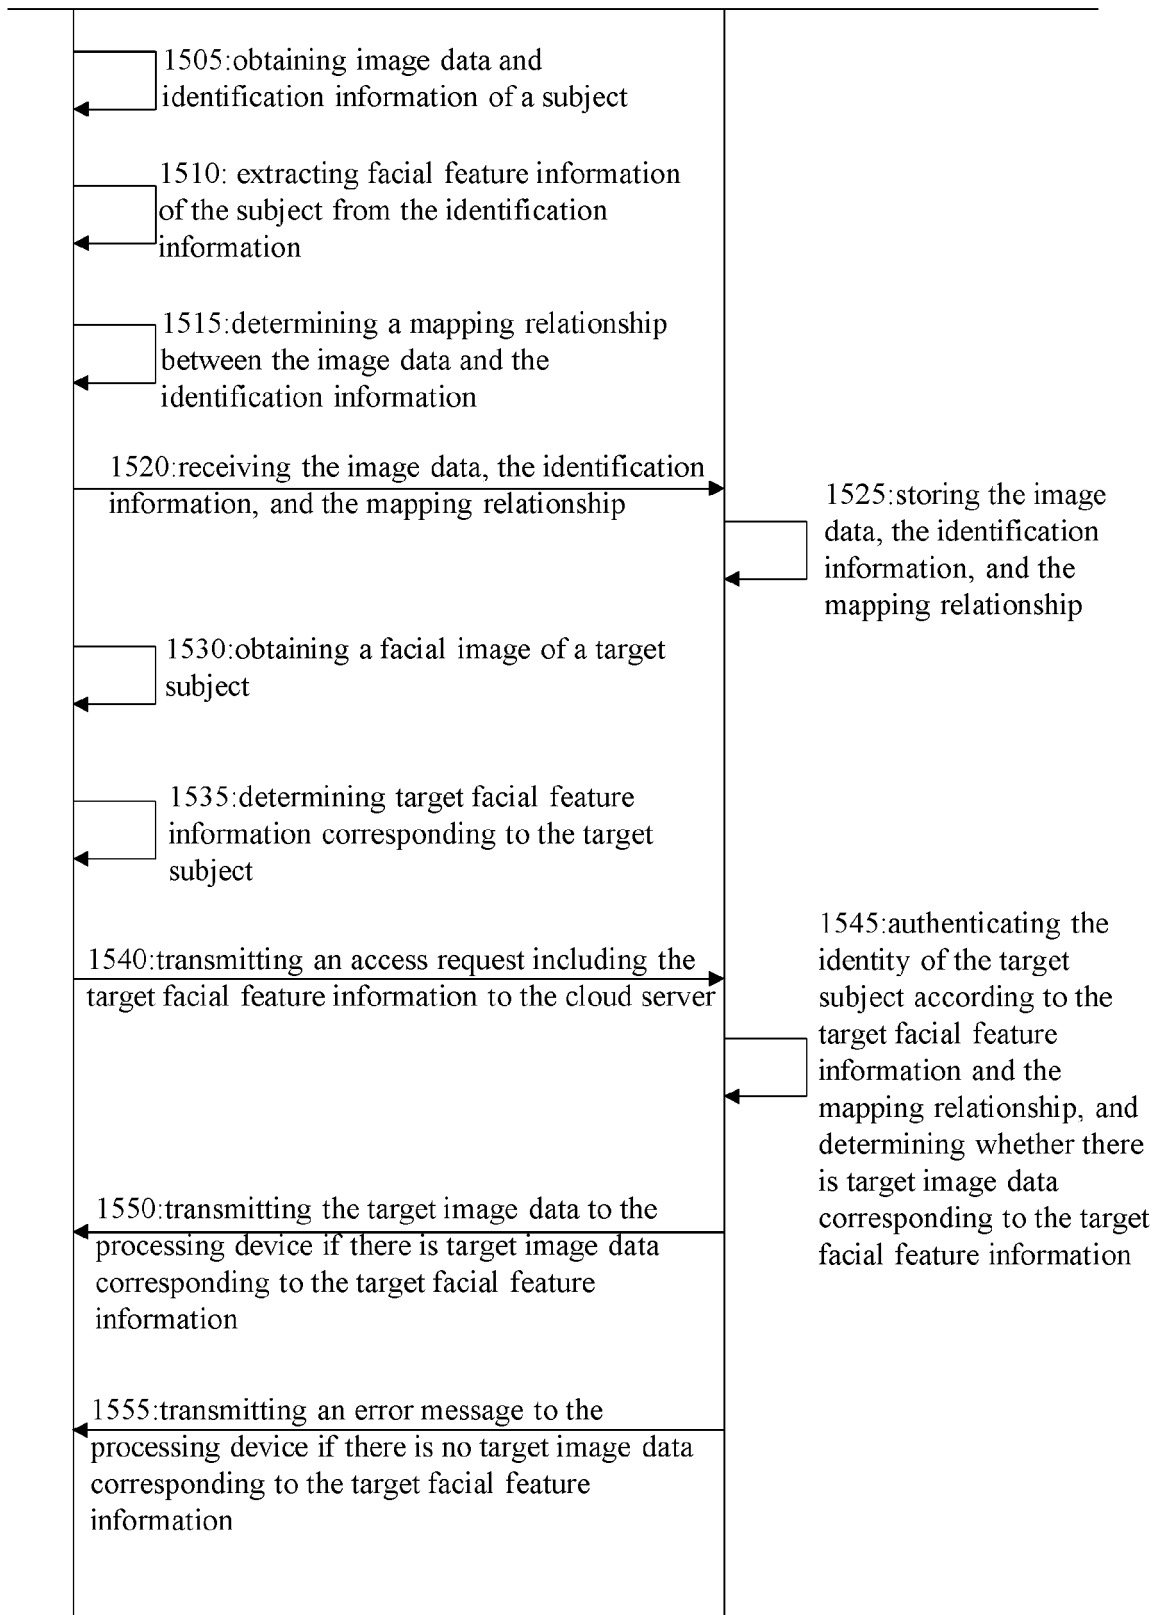 1505:obtaining image data and
identification information of a subject
1510: extracting facial feature information
of the subject from the identification
information
1515:determining a mapping relationship
between the image data and the
identification information
1520:receiving the image data, the identification
information, and the mapping relationship
1525:storing the image
data, the identification
information, and the
mapping relationship
1530:obtaining a facial image of a target
subject
1535:determining target facial feature
information corresponding to the target
subject
1540:transmitting an access request including the
target facial feature information to the cloud server
1545:authenticating the
identity of the target
subject according to the
target facial feature
information and the
mapping relationship, and
determining whether there
is target image data
corresponding to the target
facial feature information
1550:transmitting the target image data to the
processing device if there is target image data
corresponding to the target facial feature
information
1555:transmitting an error message to the
processing device if there is no target image data
corresponding to the target facial feature
information